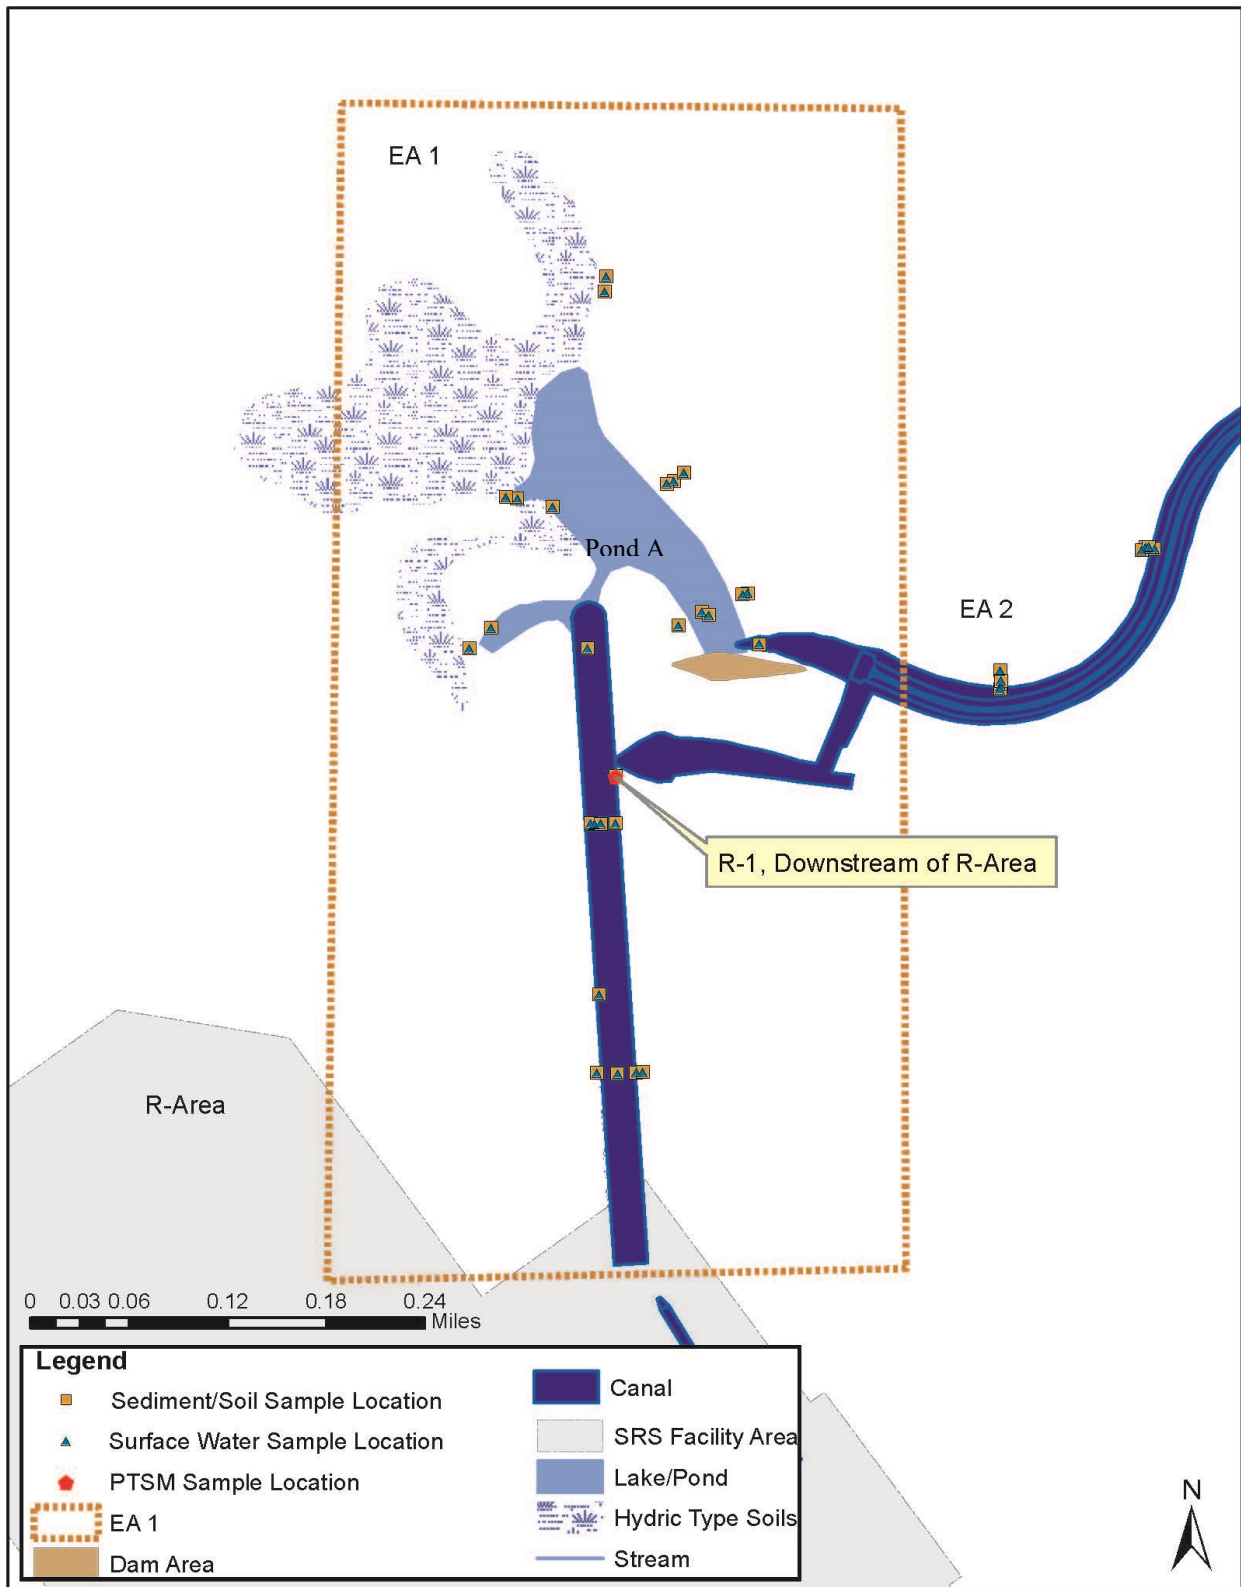 EA 1
Pond A
EA 2
R-1, Downstream of R-Area
R-Area
0 0.03 0.06 0.12 0.18 0.24
Miles
Legend
Sediment/Soil Sample Location
Surface Water Sample Location
PTSM Sample Location
EA 1
Dam Area
Canal
SRS Facility Area
Lake/Pond
Hydric Type Soils
Stream
N